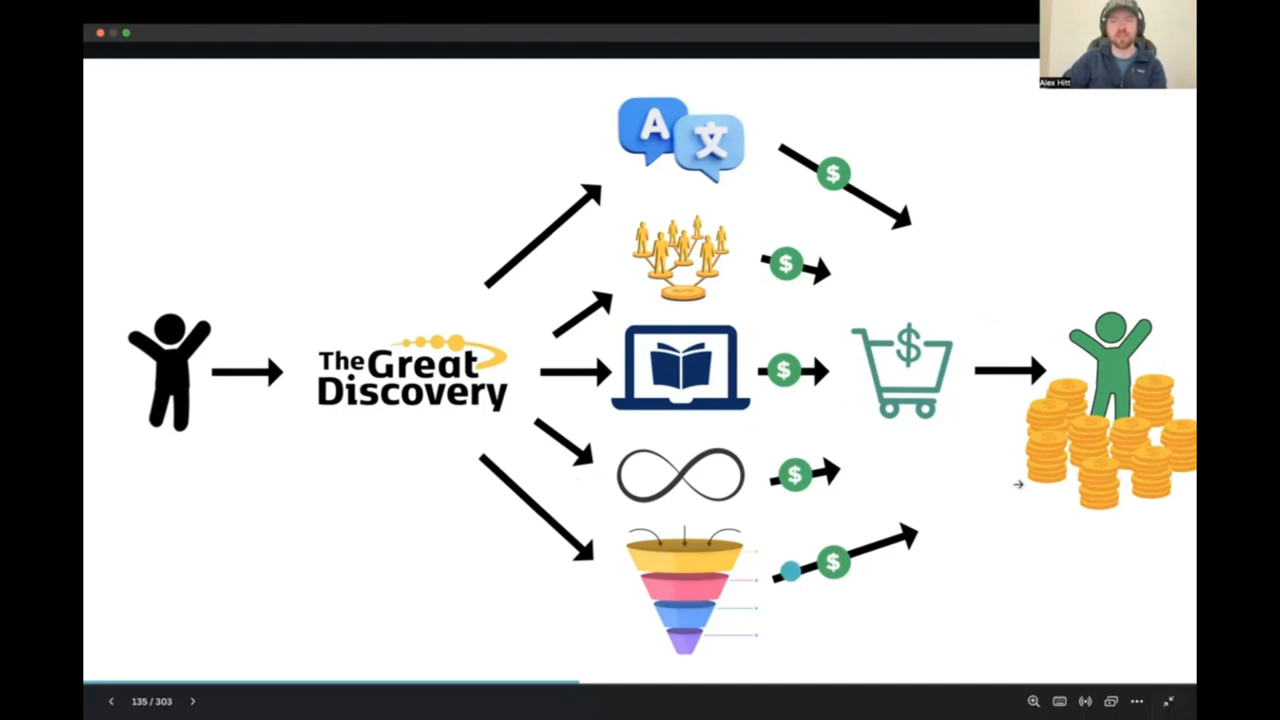 Alex Hitt
A
文
$
$
The Great
Discovery
$
$
$
$
135 / 303